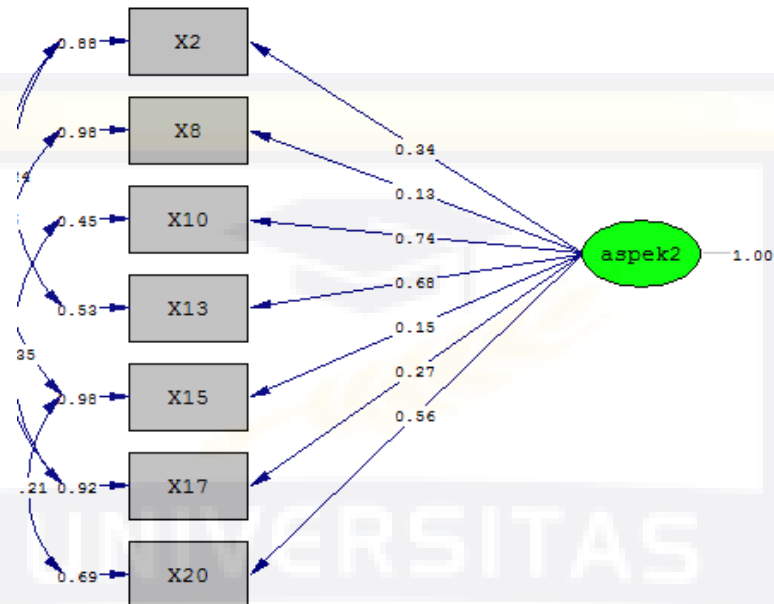 0.88 X2
0.34
0.98 X8
0.13
0.45 X10
0.74
aspek2 1.00
0.53 X13
0.68
0.15
35
0.98 X15
0.27
0.56
.21 0.92 X17
0.69 X20
UNIVERSITAS